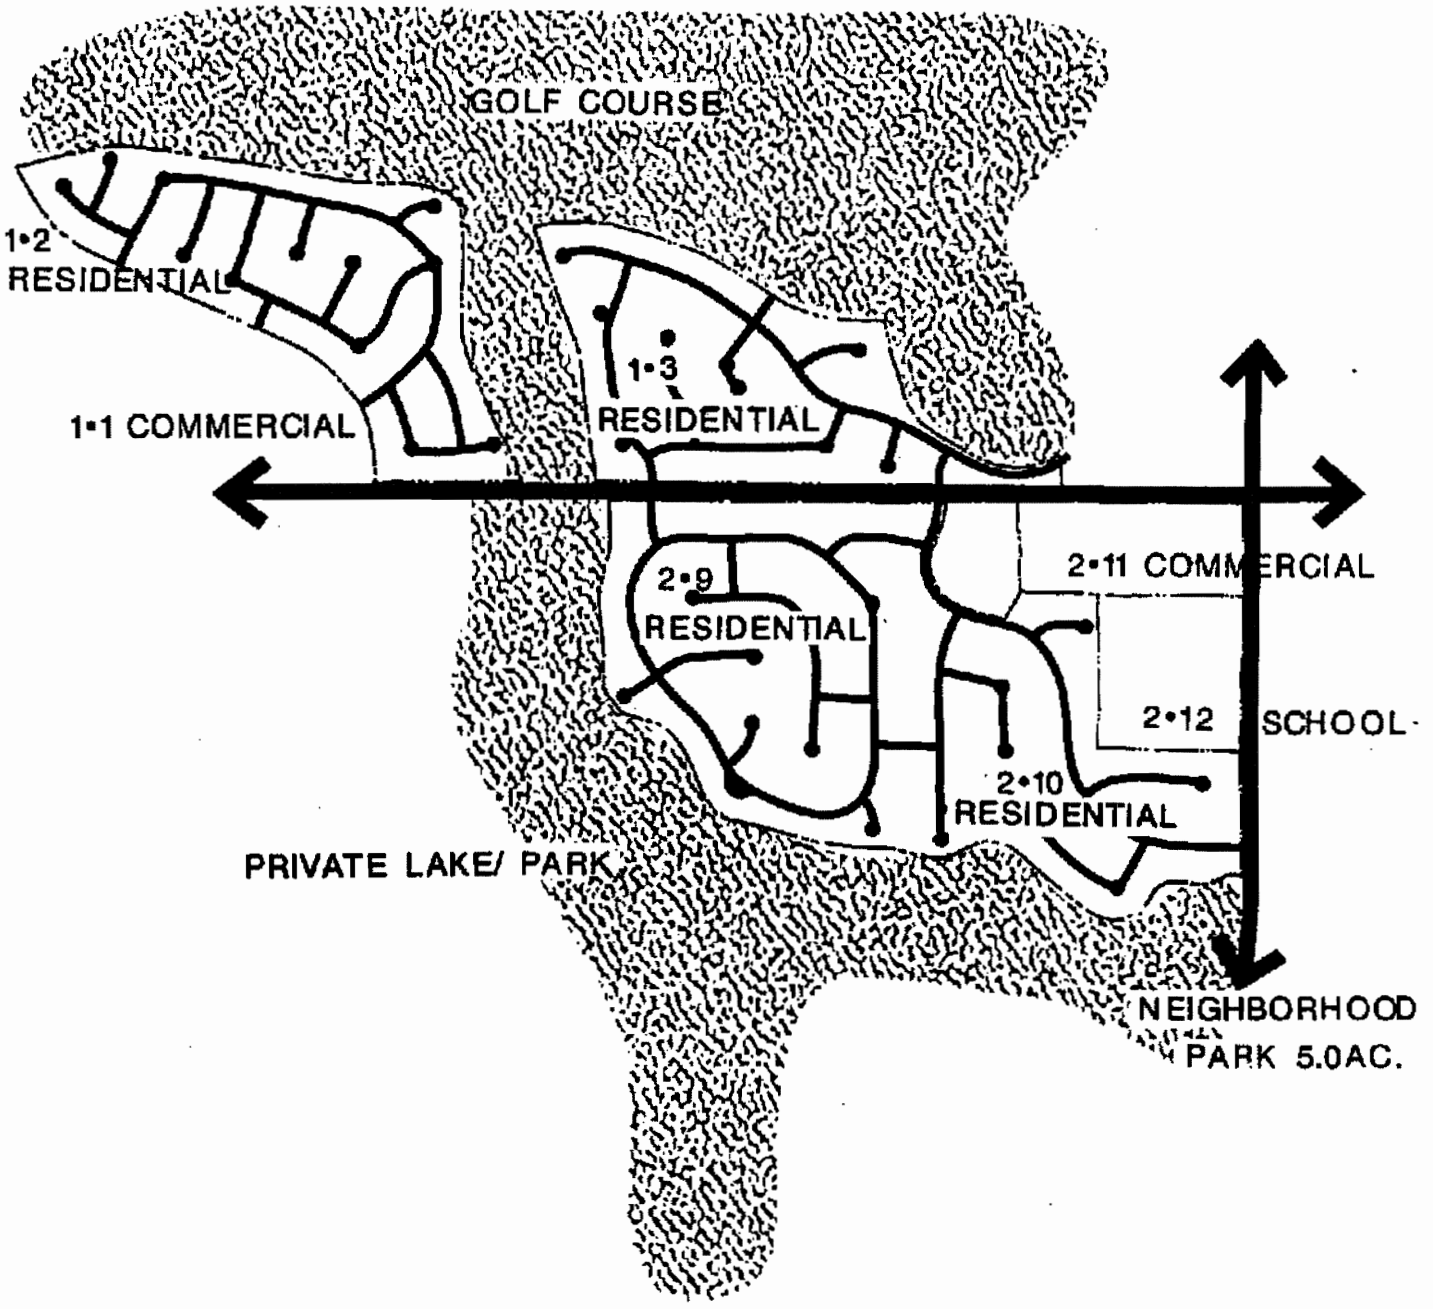 GOLF COURSE
1•2
RESIDENTIAL
1•3
RESIDENTIAL
1•1 COMMERCIAL
2•11 COMMERCIAL
2•9
RESIDENTIAL
2•12 SCHOOL
2•10
RESIDENTIAL
PRIVATE LAKE/ PARK
NEIGHBORHOOD
PARK 5.0AC.